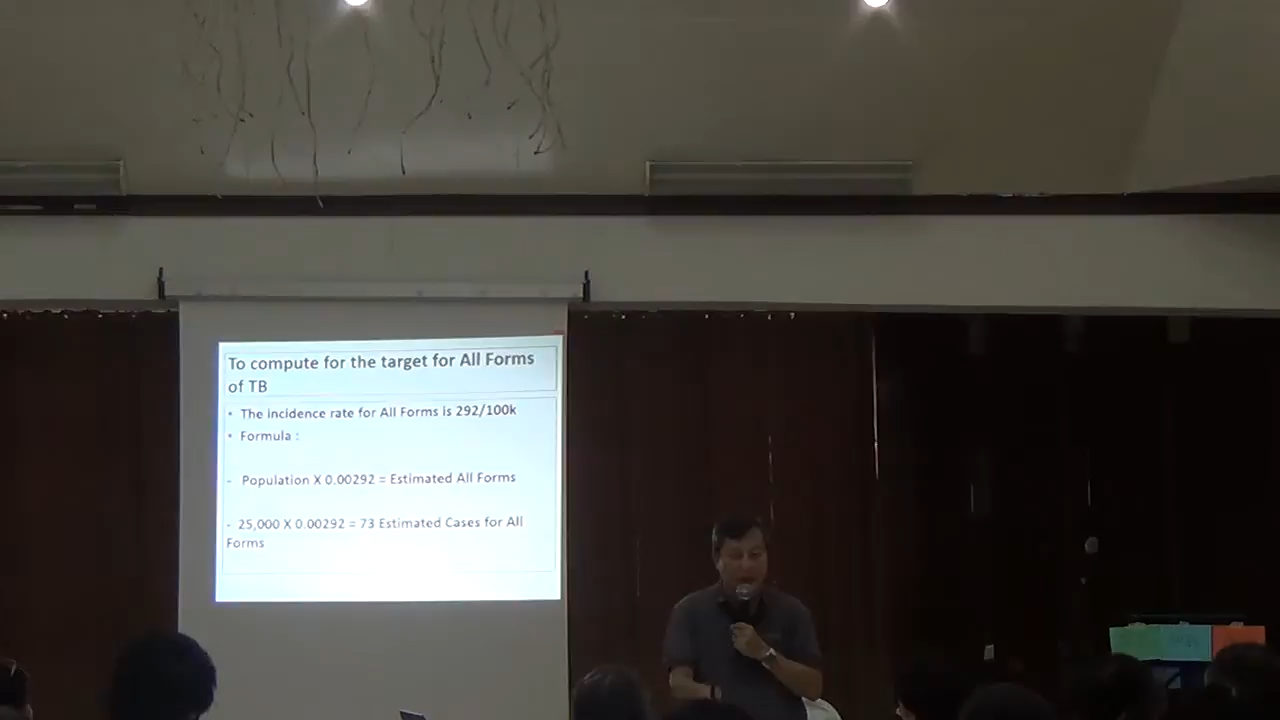 To compute for the target for All Forms
of TB
• The incidence rate for All Forms is 292/100k
• Formula :
- Population X 0.00292 = Estimated All Forms
- 25,000 X 0.00292 = 73 Estimated Cases for All
Forms